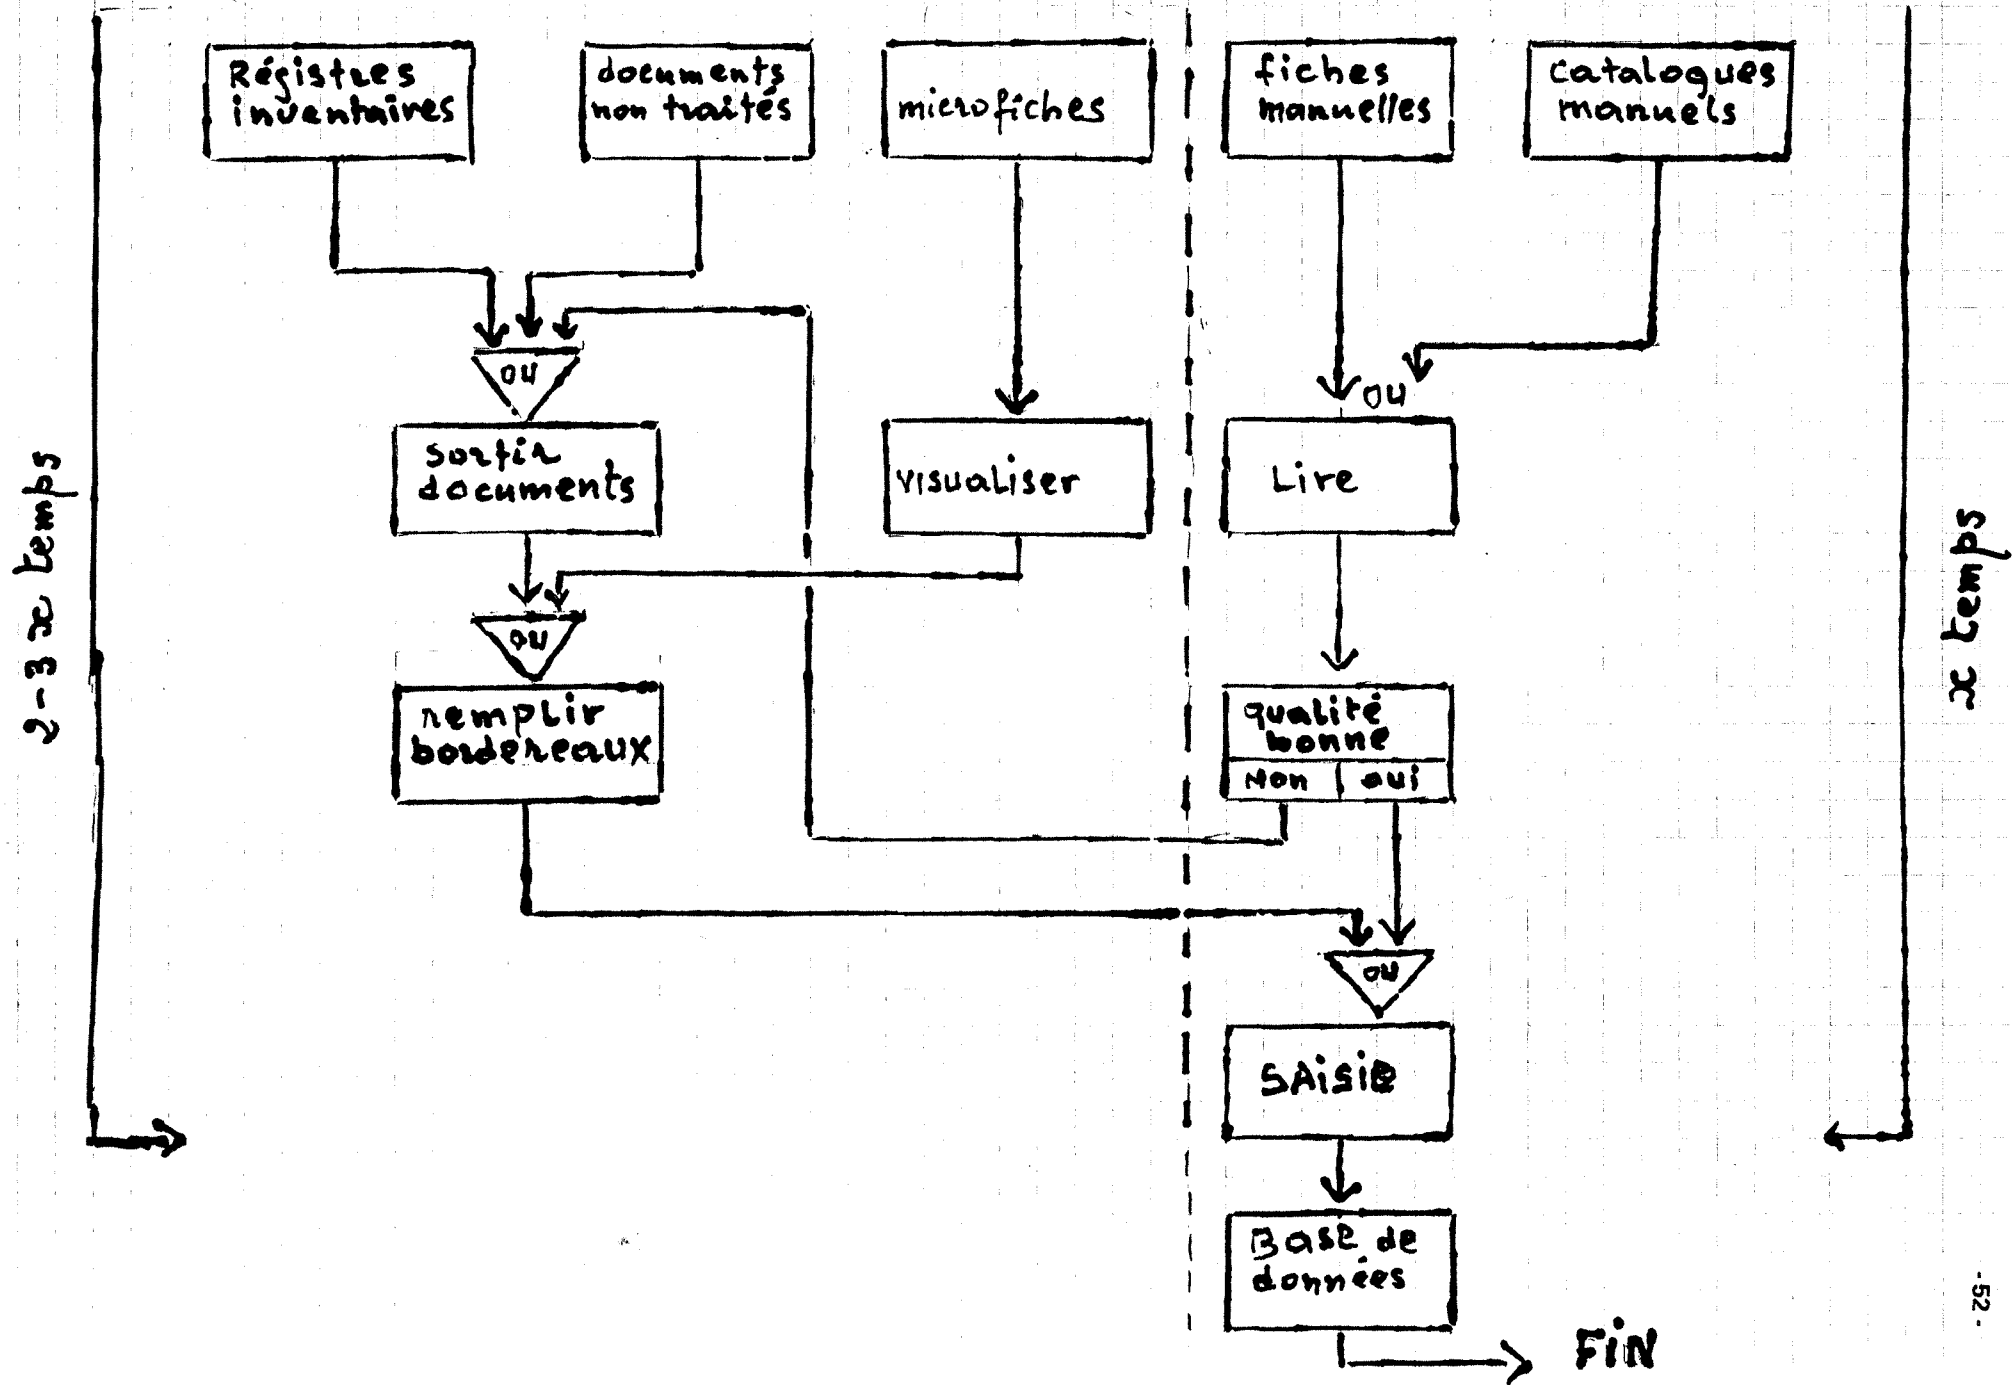 Régistres
inventaires
documents
non traités
microfiches
fiches
manuelles
catalogues
manuels
ou
ou
sortir
documents
visualiser
Lire
2-3 x temps
x temps
ou
remplir
bordereaux
qualité
bonne
Non oui
ou
SAiSiE
Base de
données
FiN
-52-